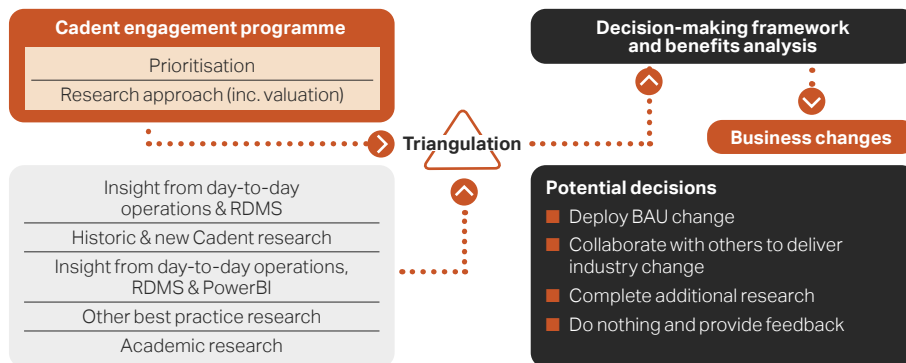 Cadent engagement programme
Prioritisation
Research approach (inc. valuation)
Triangulation
Insight from day-to-day
operations & RDMS
Historic & new Cadent research
Insight from day-to-day operations,
RDMS & PowerBI
Other best practice research
Academic research
Decision-making framework
and benefits analysis
Business changes
Potential decisions
Deploy BAU change
Collaborate with others to deliver
industry change
Complete additional research
Do nothing and provide feedback